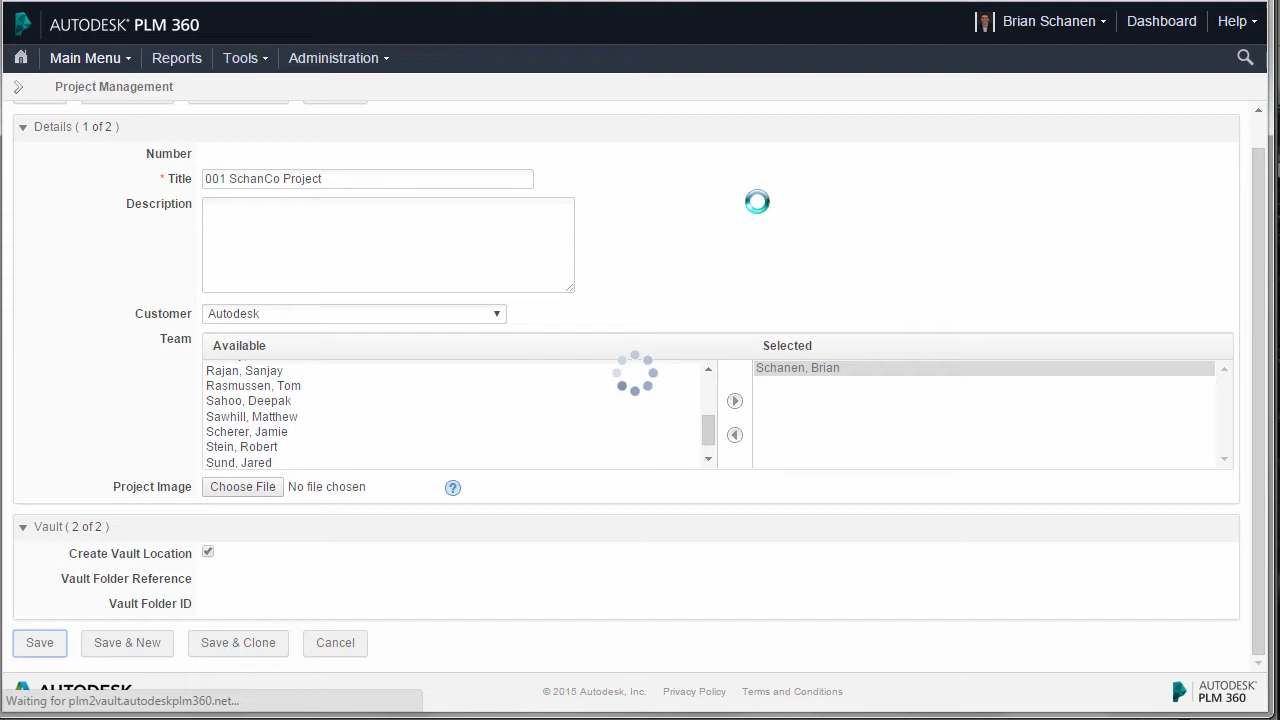 AUTODESK® PLM 360
Brian Schanen
Dashboard
Help
Main Menu
Reports
Tools
Administration
Project Management
Details ( 1 of 2 )
Number
* Title 001 SchanCo Project
Description
Customer Autodesk
Team
Available
Selected
Rajan, Sanjay
Rasmussen, Tom
Sahoo, Deepak
Sawhill, Matthew
Scherer, Jamie
Stein, Robert
Sund, Jared
Schanen, Brian
Project Image Choose File No file chosen ?
Vault ( 2 of 2 )
Create Vault Location
Vault Folder Reference
Vault Folder ID
Save
Save & New
Save & Clone
Cancel
AUTODESK
© 2015 Autodesk, Inc. Privacy Policy Terms and Conditions
AUTODESK®
PLM 360
Waiting for plm2vault.autodeskplm360.net...